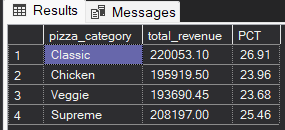 Results Messages
pizza_category total_revenue PCT
1 Classic 220053.10 26.91
2 Chicken 195919.50 23.96
3 Veggie 193690.45 23.68
4 Supreme 208197.00 25.46